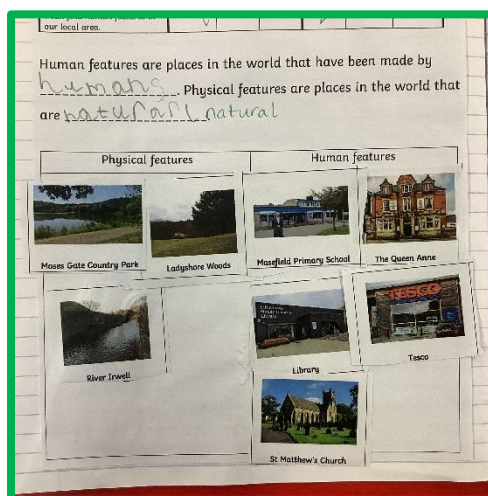 our local area.
Human features are places in the world that have been made by
humans. Physical features are places in the world that
are naturarl natural
Physical features Human features
Moses Gate Country Park Ladyshore Woods Masefield Primary School The Queen Anne
TESCO
River Irwell Library Tesco
St Matthew's Church